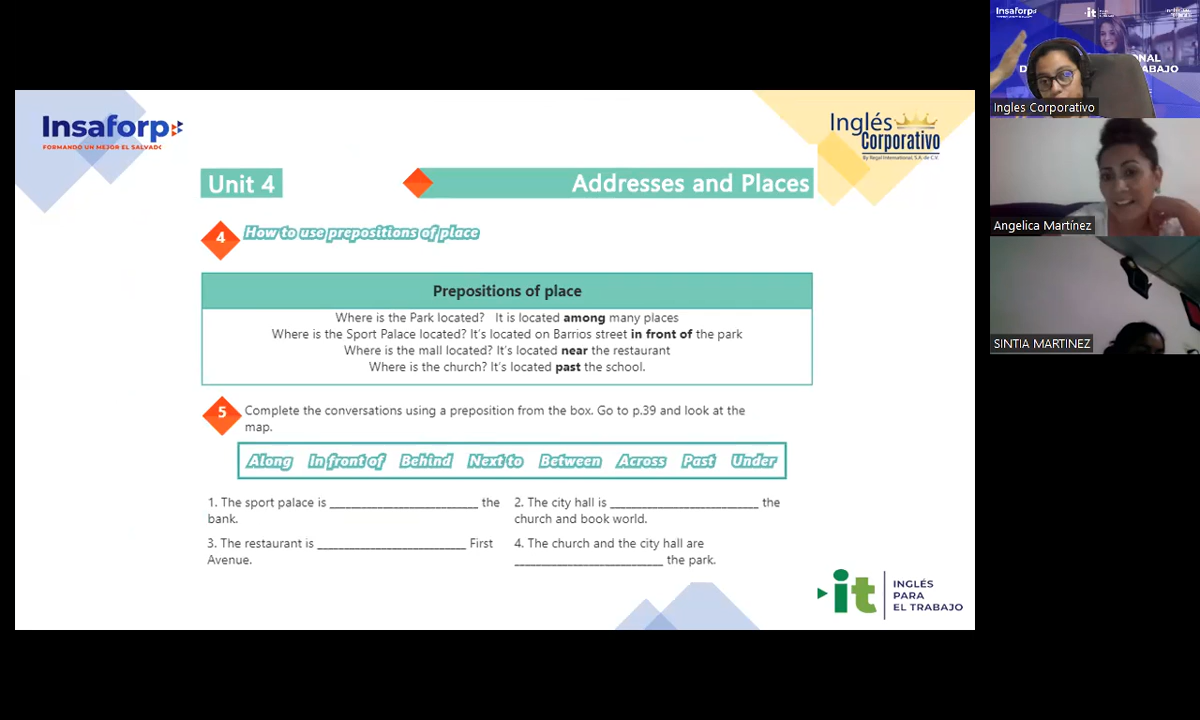 Insaforp
FORMANDO UN MEJOR EL SALVADOR
Inglés
Corporativo
By Regal International, S.A. de C.V.
Unit 4
Addresses and Places
4
How to use prepositions of place
Prepositions of place
Where is the Park located? It is located among many places
Where is the Sport Palace located? It's located on Barrios street in front of the park
Where is the mall located? It's located near the restaurant
Where is the church? It's located past the school.
5
Complete the conversations using a preposition from the box. Go to p.39 and look at the
map.
Along In front of Behind Next to Between Across Past Under
1. The sport palace is ___________________________ the
bank.
2. The city hall is ___________________________ the
church and book world.
3. The restaurant is ___________________________ First
Avenue.
4. The church and the city hall are
___________________________ the park.
it
INGLÉS
PARA
EL TRABAJO
Insaforp
it
Ingles Corporativo
Angelica Martínez
SINTIA MARTINEZ